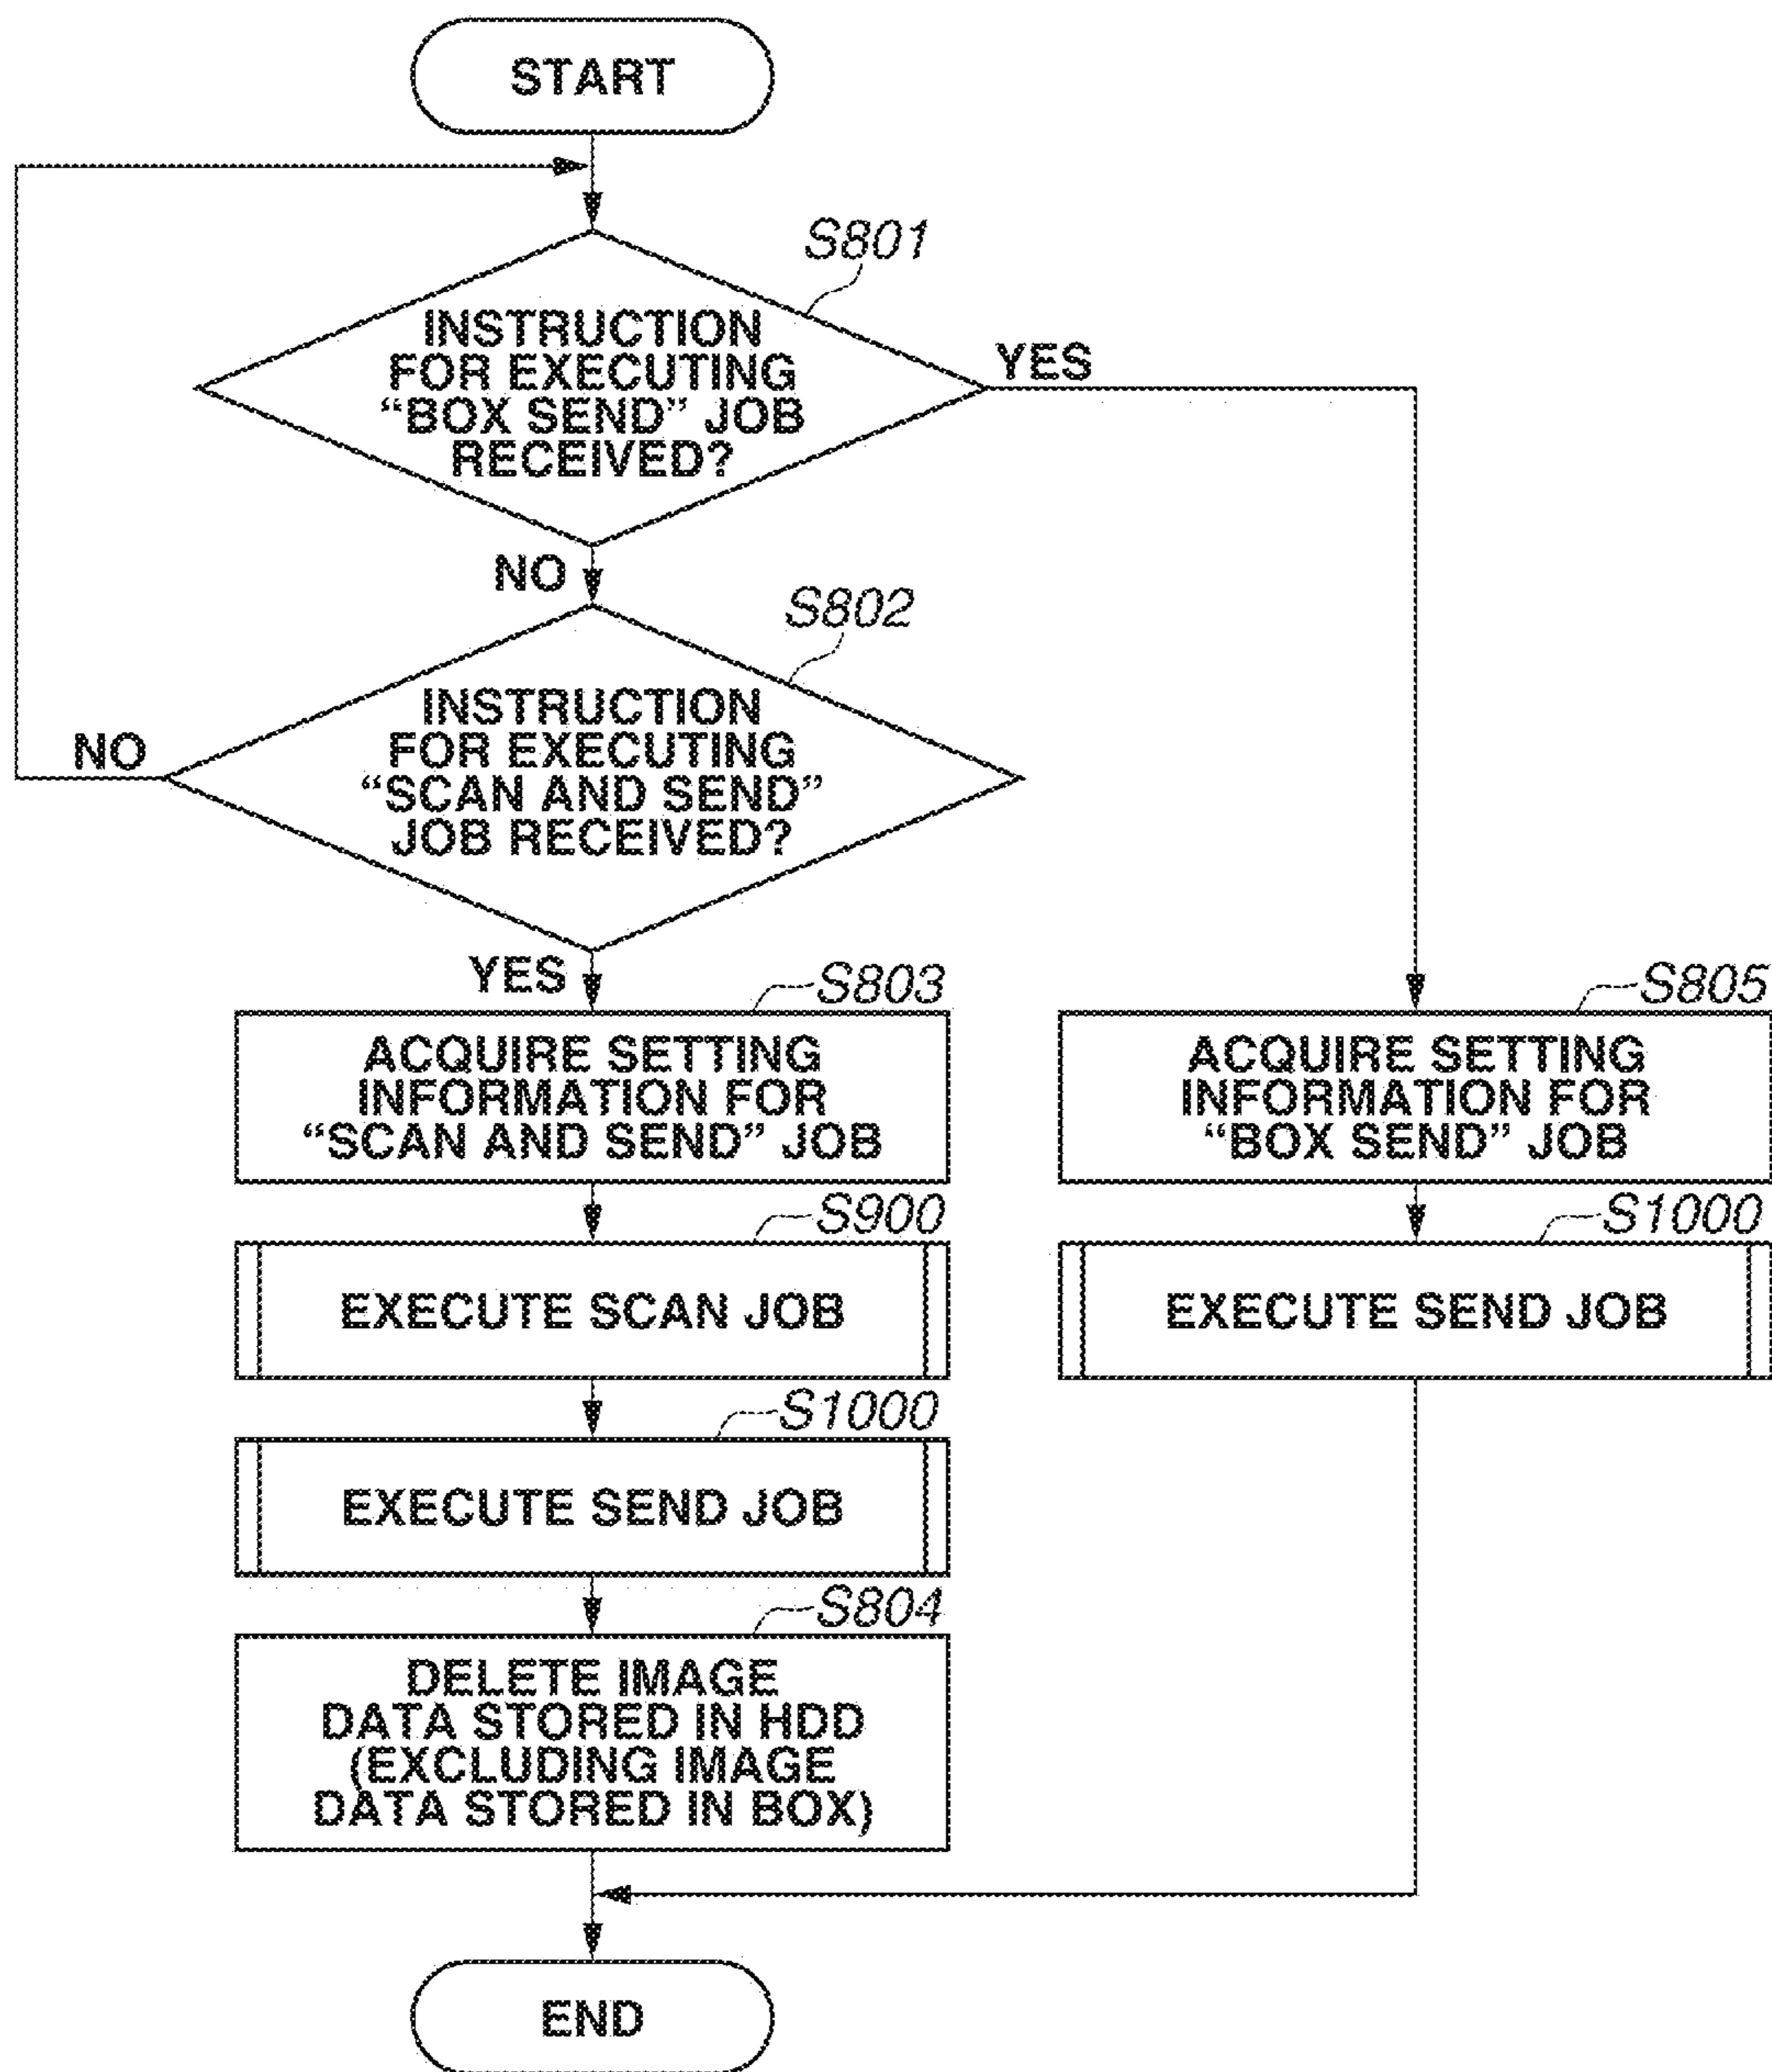 START
S801
INSTRUCTION
FOR EXECUTING
“BOX SEND” JOB
RECEIVED?
YES
NO
S802
INSTRUCTION
FOR EXECUTING
“SCAN AND SEND”
JOB RECEIVED?
NO
YES
S803
ACQUIRE SETTING
INFORMATION FOR
“SCAN AND SEND” JOB
S805
ACQUIRE SETTING
INFORMATION FOR
“BOX SEND” JOB
S900
EXECUTE SCAN JOB
S1000
EXECUTE SEND JOB
S1000
EXECUTE SEND JOB
S804
DELETE IMAGE
DATA STORED IN HDD
(EXCLUDING IMAGE
DATA STORED IN BOX)
END